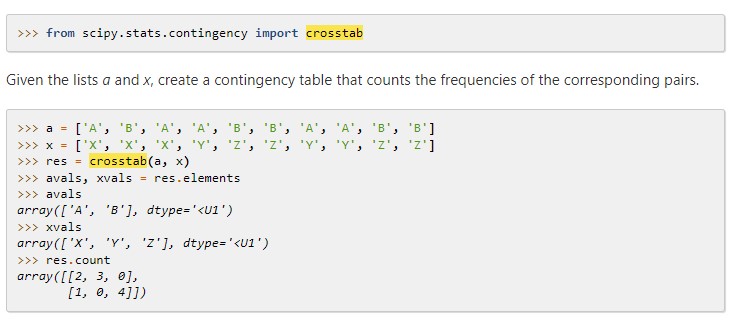 >>> from scipy.stats.contingency import crosstab
Given the lists a and x, create a contingency table that counts the frequencies of the corresponding pairs.
>>> a = ['A', 'B', 'A', 'A', 'B', 'B', 'A', 'A', 'B', 'B']
>>> x = ['X', 'X', 'X', 'Y', 'Z', 'Z', 'Y', 'Y', 'Z', 'Z']
>>> res = crosstab(a, x)
>>> avals, xvals = res.elements
>>> avals
array(['A', 'B'], dtype='<U1')
>>> xvals
array(['X', 'Y', 'Z'], dtype='<U1')
>>> res.count
array([[2, 3, 0],
       [1, 0, 4]])